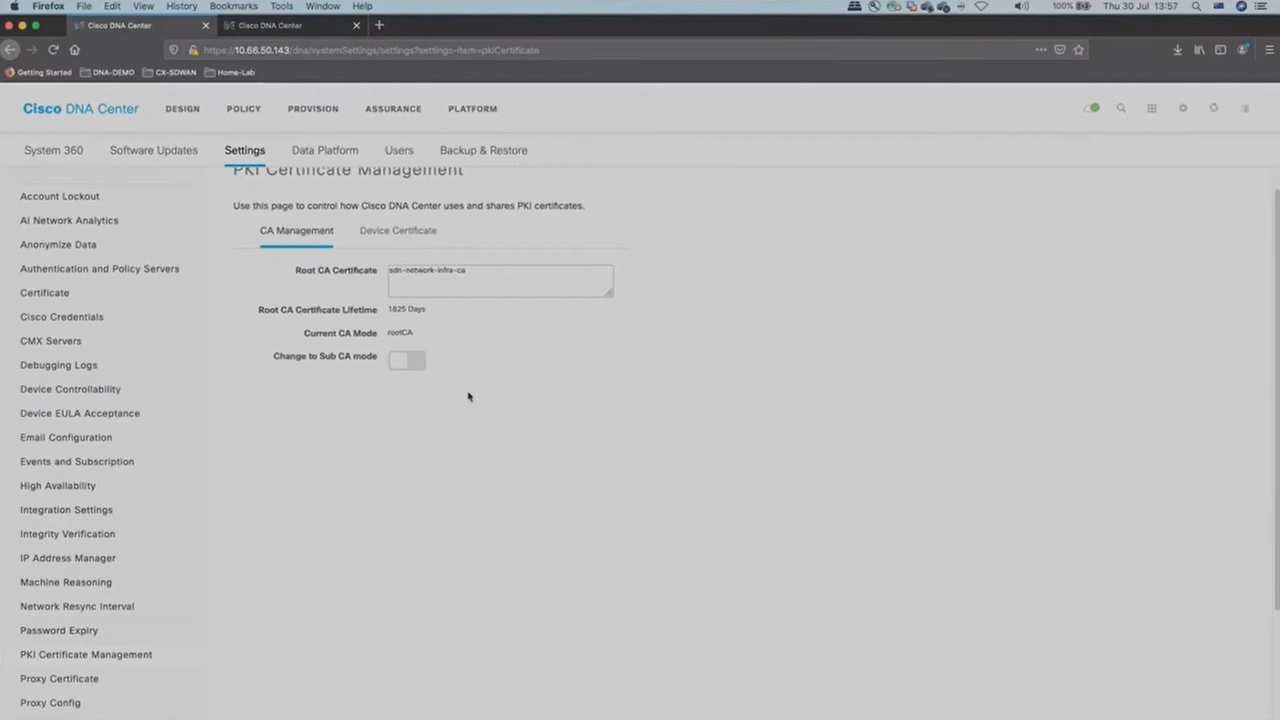 Firefox File Edit View History Bookmarks Tools Window Help 100% Thu 30 Jul 13:57
Cisco DNA Center Cisco DNA Center
https://10.66.50.143/dna/systemSettings/settings?settings-item=pkiCertificate
Getting Started DNA-DEMO CX-SDWAN Home-Lab
Cisco DNA Center DESIGN POLICY PROVISION ASSURANCE PLATFORM
System 360 Software Updates Settings Data Platform Users Backup & Restore
PKI Certificate Management
Use this page to control how Cisco DNA Center uses and shares PKI certificates.
CA Management Device Certificate
Root CA Certificate sdn-network-infra-ca
Root CA Certificate Lifetime 1825 Days
Current CA Mode rootCA
Change to Sub CA mode
Account Lockout
AI Network Analytics
Anonymize Data
Authentication and Policy Servers
Certificate
Cisco Credentials
CMX Servers
Debugging Logs
Device Controllability
Device EULA Acceptance
Email Configuration
Events and Subscription
High Availability
Integration Settings
Integrity Verification
IP Address Manager
Machine Reasoning
Network Resync Interval
Password Expiry
PKI Certificate Management
Proxy Certificate
Proxy Config